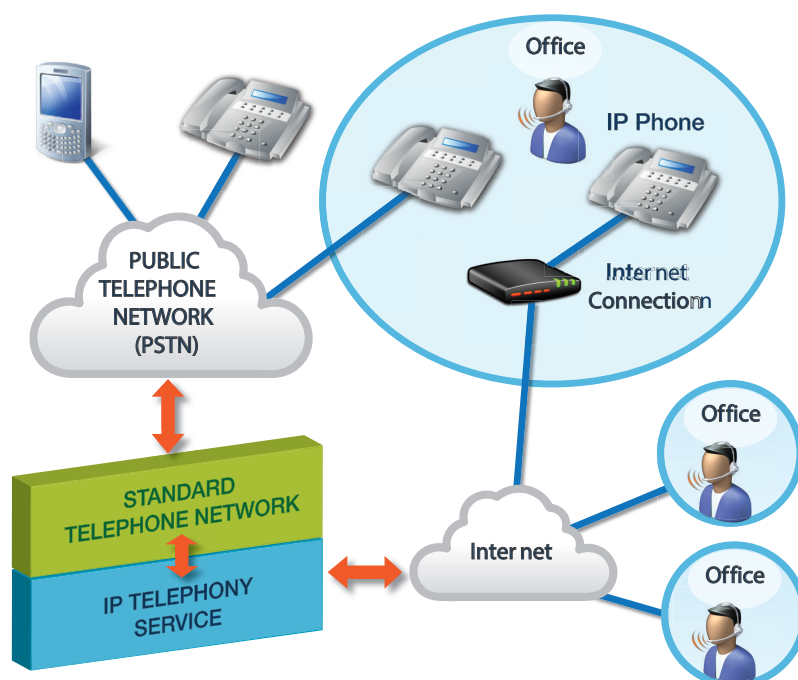 Office
IP Phone
Internet
Connection
PUBLIC
TELEPHONE
NETWORK
(PSTN)
Office
STANDARD
TELEPHONE NETWORK
Internet
IP TELEPHONY
SERVICE
Office